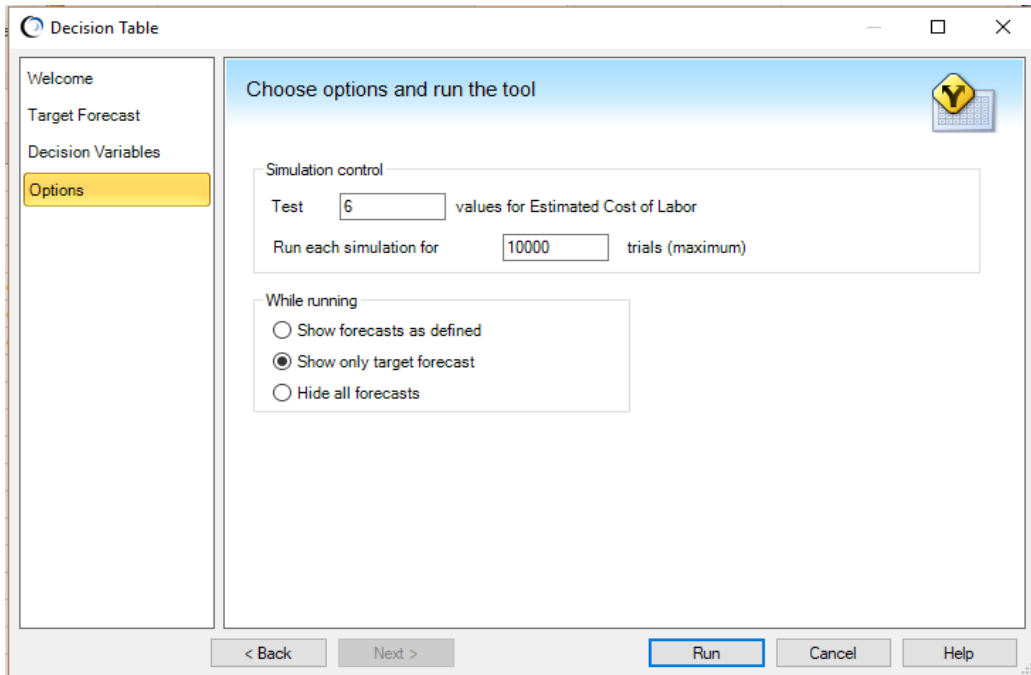 Decision Table
Welcome
Target Forecast
Decision Variables
Options
Choose options and run the tool
Simulation control
Test 6 values for Estimated Cost of Labor
Run each simulation for 10000 trials (maximum)
While running
Show forecasts as defined
Show only target forecast
Hide all forecasts
< Back Next > Run Cancel Help